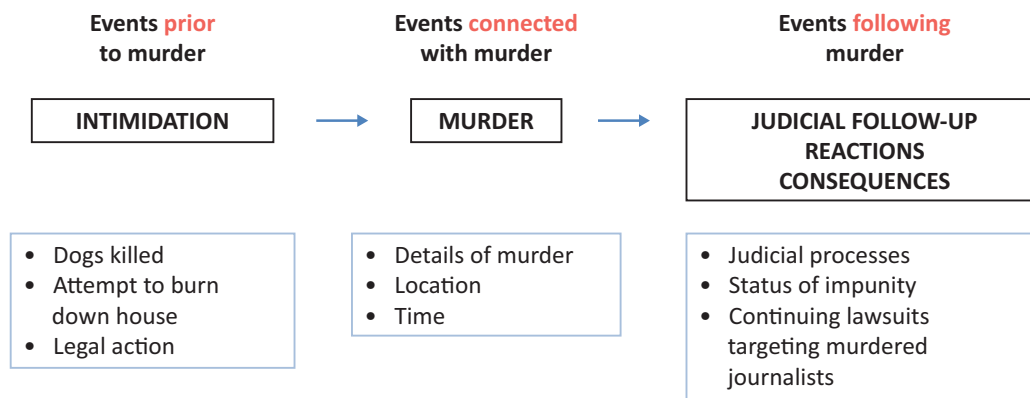 Events prior
to murder
Events connected
with murder
Events following
murder
INTIMIDATION
MURDER
JUDICIAL FOLLOW-UP
REACTIONS
CONSEQUENCES
• Dogs killed
• Attempt to burn
down house
• Legal action
• Details of murder
• Location
• Time
• Judicial processes
• Status of impunity
• Continuing lawsuits
targeting murdered
journalists